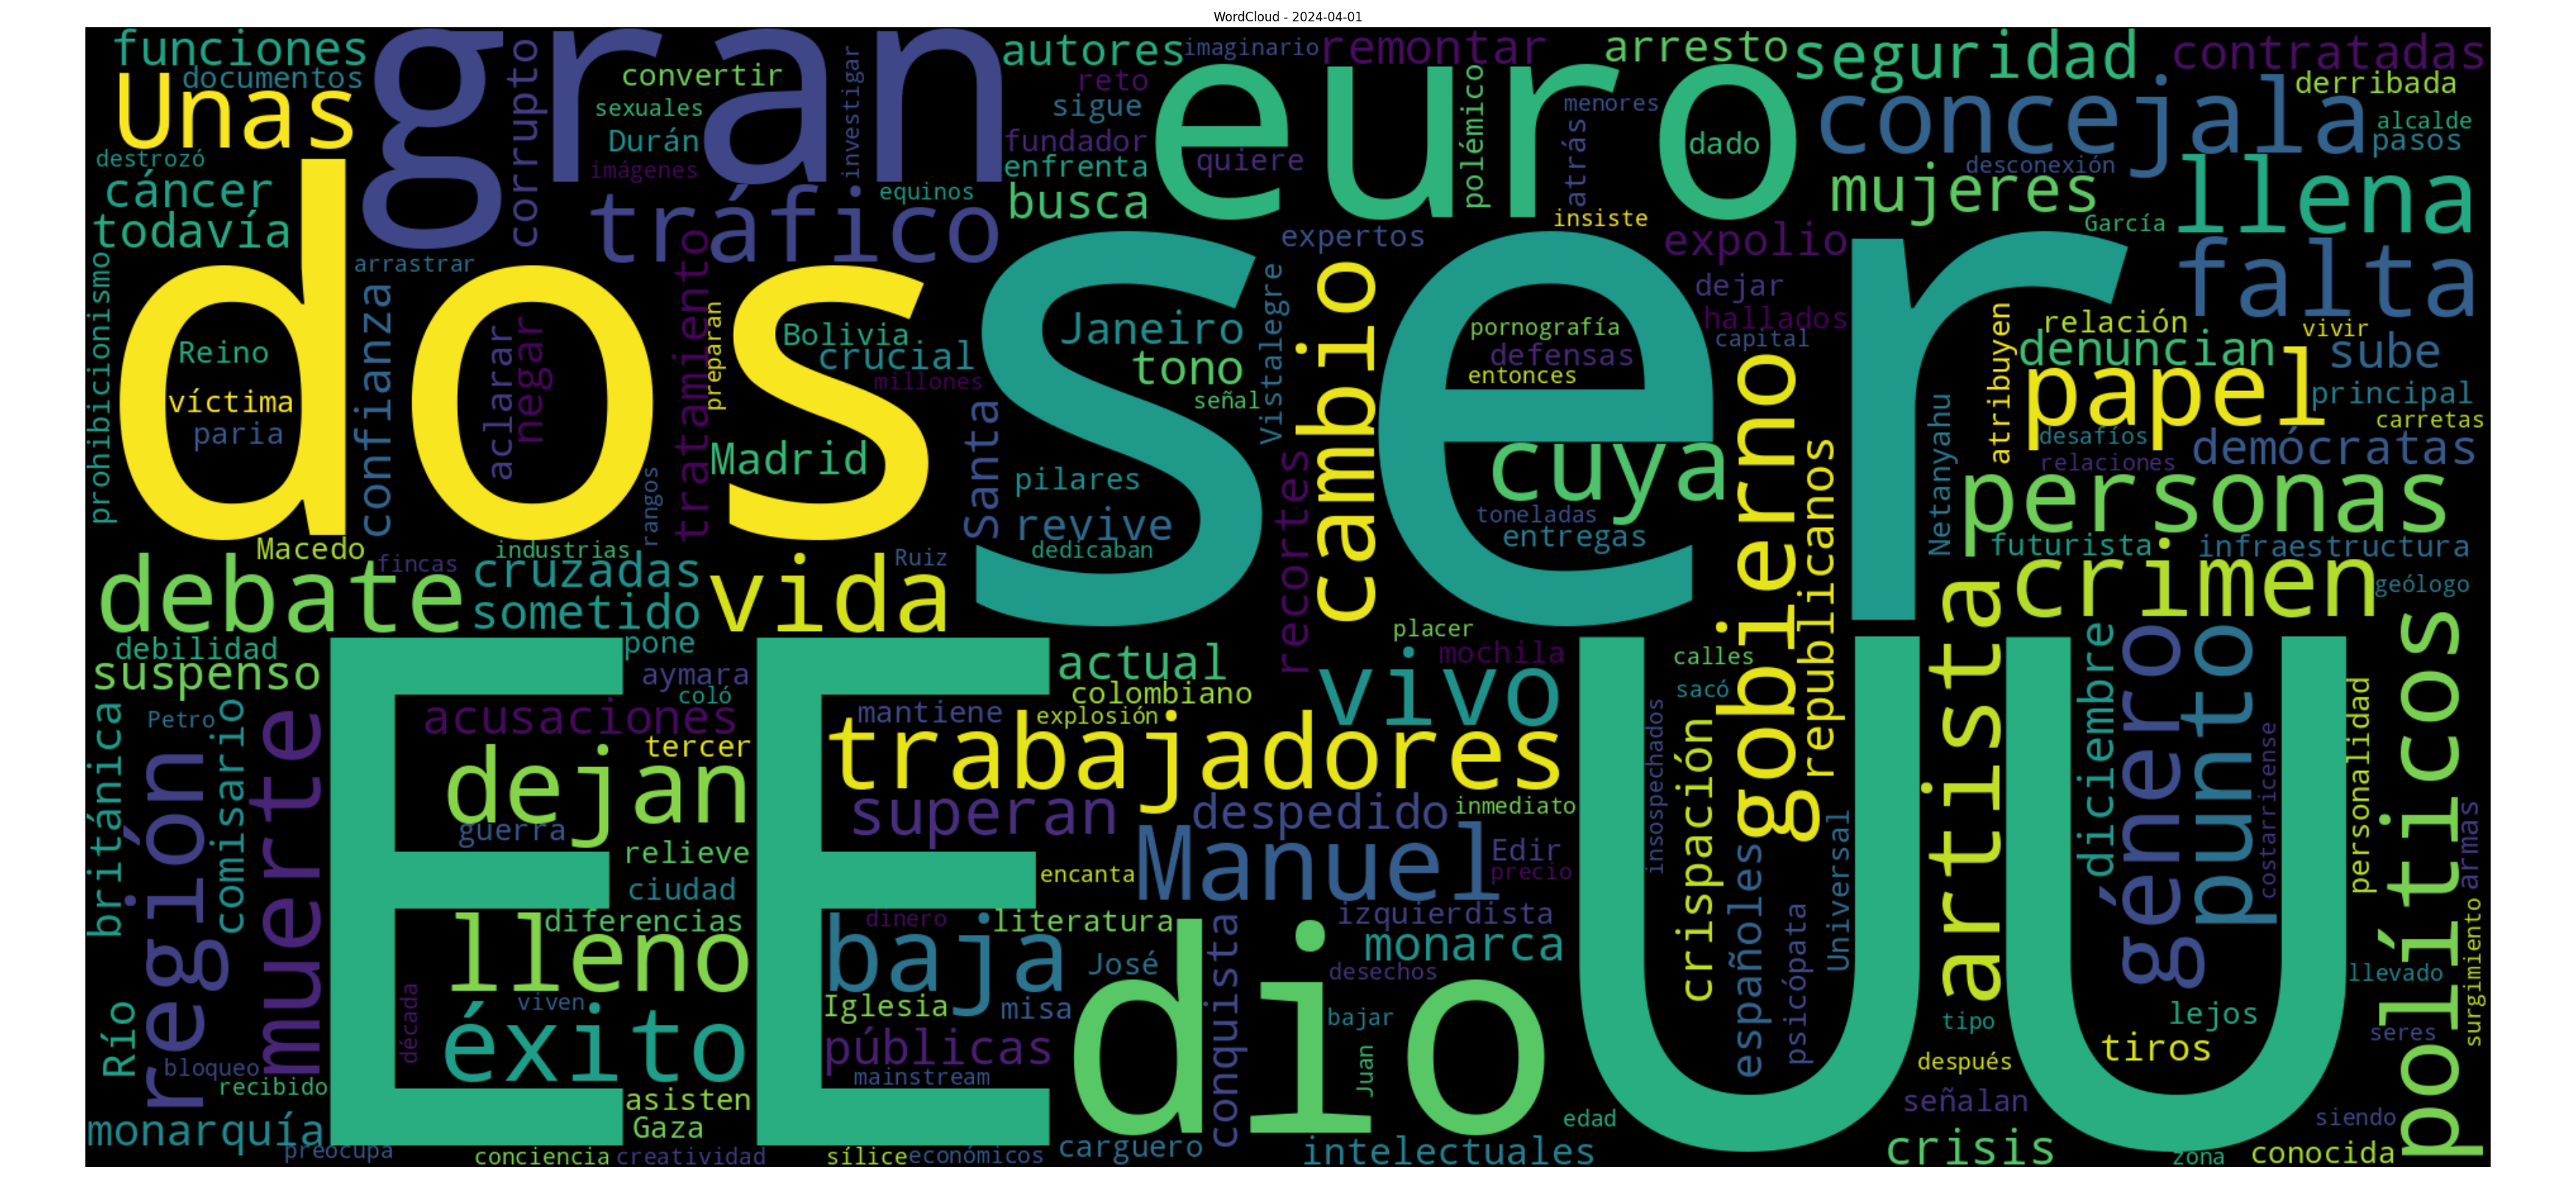 WordCloud - 2024-04-01
funciones
documentos
Unas
gran
corrupto
convertir
sexuales
Durán
imágenes
investigar
equinos
tráfico
autores
imaginario
remontar
reto
sigue
fundador
enfrenta
quiere
busca
euro
polémico
atrás
menores
insiste
dado
arresto
seguridad
contratadas
derribada
concejala
alcalde
pasos
desconexión
mujeres
García
llena
destrozó
cáncer
todavía
prohibicionismo
arrastrar
dos
Reino
víctima
paria
confianza
aclarar
negar
rangos
tratamiento
preparan
Bolivia
crucial
millones
Madrid
ser
Santa
Janeiro
tono
señal
Vistalegre
pilares
revive
dedicaban
expertos
cambio
recortes
pornografía
defensas
entonces
cuya
toneladas
entregas
expolio
dejar
hallados
capital
gobierno
republicanos
Netanyahu
atribuyen
falta
relación
vivir
denuncian
sube
papel
principal
carretas
desafíos
demócratas
relaciones
personas
futurista
infraestructura
crimen
geólogo
Macedo
fincas
industrias
Ruiz
debate
cruzadas
sometido
vida
debilidad
suspenso
pone
EEUU
aymara
coló
acusaciones
tercer
dejan
guerra
relieve
ciudad
diferencias
lleno
viven
década
éxito
asisten
Gaza
británica
Petro
región
comisario
muerte
Río
bloqueo
recibido
monarquía
preocupa
conciencia
creatividad
actual
colombiano
mantiene
explosión
trabajadores
superan
despedido
inmediato
Manuel
Edir
precio
encanta
dinero
literatura
baja
José
Iglesia
misa
públicas
mainstream
sílice
económicos
carguero
dio
conquista
izquierdista
monarca
desechos
bajar
Juan
edad
intelectuales
placer
mochila
vivo
calles
sacó
insospechados
crispación
españoles
psicópata
Universal
artista
diciembre
género
punto
costarricense
personalidad
políticos
armas
surgimiento
llevado
seres
tipo
lejos
tiros
después
señalan
crisis
siendo
zona
conocida